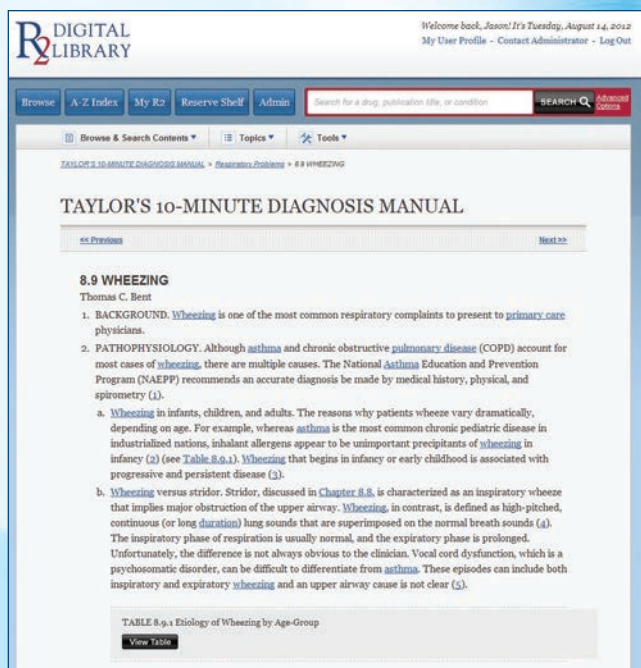 R2 DIGITAL LIBRARY
Welcome back, Jason! It's Tuesday, August 14, 2012
My User Profile - Contact Administrator - Log Out
Browse A-Z Index My R2 Reserve Shelf Admin Search for a drug, publication title, or condition SEARCH Advanced Options
Browse & Search Contents Topics Tools
TAYLOR'S 10-MINUTE DIAGNOSIS MANUAL > Respiratory Problems > 8.9 WHEEZING
TAYLOR'S 10-MINUTE DIAGNOSIS MANUAL
<< Previous Next >>
8.9 WHEEZING
Thomas C. Bent
1. BACKGROUND. Wheezing is one of the most common respiratory complaints to present to primary care
physicians.
2. PATHOPHYSIOLOGY. Although asthma and chronic obstructive pulmonary disease (COPD) account for
most cases of wheezing, there are multiple causes. The National Asthma Education and Prevention
Program (NAEPP) recommends an accurate diagnosis be made by medical history, physical, and
spirometry (1).
a. Wheezing in infants, children, and adults. The reasons why patients wheeze vary dramatically,
depending on age. For example, whereas asthma is the most common chronic pediatric disease in
industrialized nations, inhalant allergens appear to be unimportant precipitants of wheezing in
infancy (2) (see Table 8.9.1). Wheezing that begins in infancy or early childhood is associated with
progressive and persistent disease (3).
b. Wheezing versus stridor. Stridor, discussed in Chapter 8.8, is characterized as an inspiratory wheeze
that implies major obstruction of the upper airway. Wheezing, in contrast, is defined as high-pitched,
continuous (or long duration) lung sounds that are superimposed on the normal breath sounds (4).
The inspiratory phase of respiration is usually normal, and the expiratory phase is prolonged.
Unfortunately, the difference is not always obvious to the clinician. Vocal cord dysfunction, which is a
psychosomatic disorder, can be difficult to differentiate from asthma. These episodes can include both
inspiratory and expiratory wheezing and an upper airway cause is not clear (5).
TABLE 8.9.1 Etiology of Wheezing by Age-Group
View Table